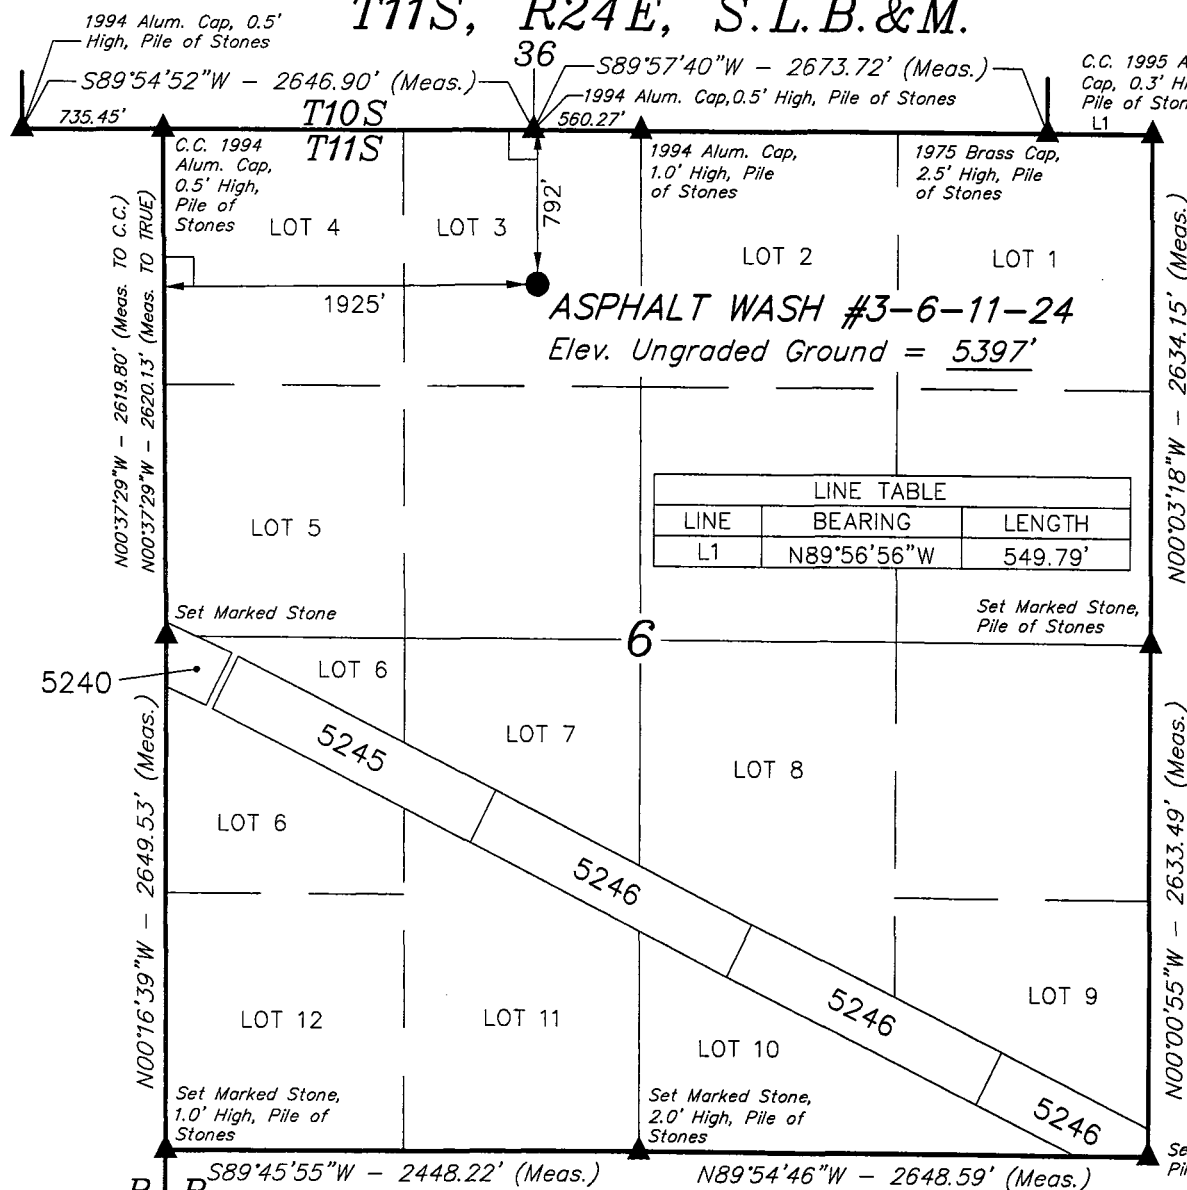 T11S, R24E, S.L.B.&M.
1994 Alum. Cap, 0.5'
High, Pile of Stones
36
S89°54'52"W - 2646.90' (Meas.)
S89°57'40"W - 2673.72' (Meas.)
C.C. 1995 A
Cap, 0.3' Hi
Pile of Ston
1994 Alum. Cap,0.5' High, Pile of Stones
735.45'
T10S
T11S
560.27'
L1
C.C. 1994
Alum. Cap,
0.5' High,
Pile of
Stones
1994 Alum. Cap,
1.0' High, Pile
of Stones
1975 Brass Cap,
2.5' High, Pile
of Stones
N00°37'29"W - 2619.80' (Meas. TO C.C.)
N00°37'29"W - 2620.13' (Meas. TO TRUE)
792'
LOT 4
LOT 3
LOT 2
LOT 1
1925'
ASPHALT WASH #3-6-11-24
Elev. Ungraded Ground = 5397'
N00°03'18"W - 2634.15' (Meas.)
LINE TABLE
LINE BEARING LENGTH
L1 N89°56'56"W 549.79'
LOT 5
Set Marked Stone
Set Marked Stone,
Pile of Stones
6
5240
LOT 6
5245
LOT 7
LOT 8
LOT 6
5246
N00°16'39"W - 2649.53' (Meas.)
N00°00'55"W - 2633.49' (Meas.)
5246
LOT 9
LOT 12
LOT 11
LOT 10
5246
Set Marked Stone,
1.0' High, Pile of
Stones
Set Marked Stone,
2.0' High, Pile of
Stones
Se
Pil
S89°45'55"W - 2448.22' (Meas.)
N89°54'46"W - 2648.59' (Meas.)
R R